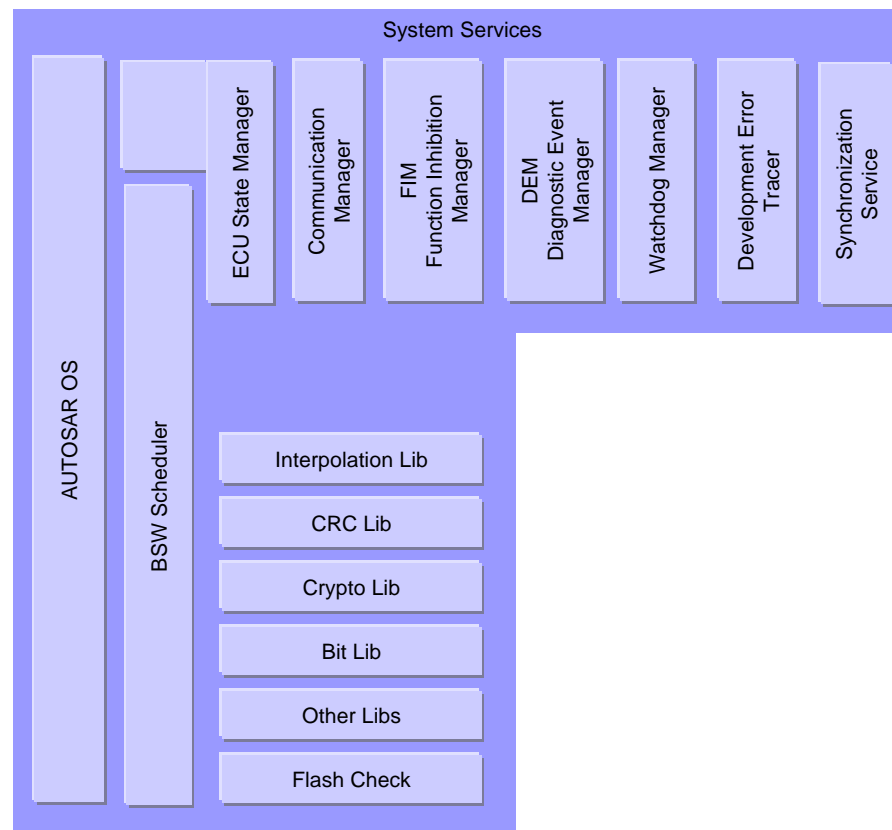 System Services
AUTOSAR OS
BSW Scheduler
ECU State Manager
Communication
Manager
FIM
Function Inhibition
Manager
DEM
Diagnostic Event
Manager
Watchdog Manager
Development Error
Tracer
Synchronization
Service
Interpolation Lib
CRC Lib
Crypto Lib
Bit Lib
Other Libs
Flash Check